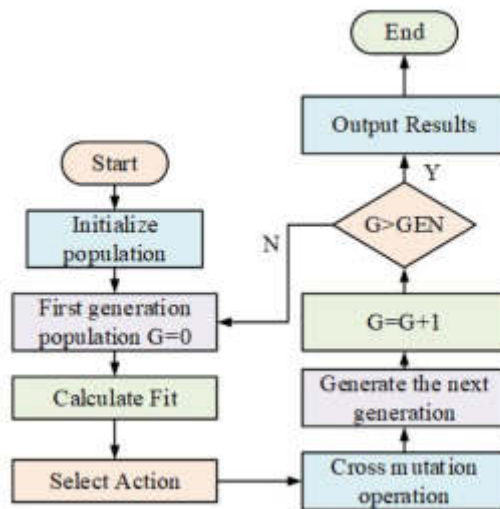 Start
Initialize
population
First generation
population G=0
Calculate Fit
Select Action
Cross mutation
operation
Generate the next
generation
G=G+1
G>GEN
N
Y
Output Results
End